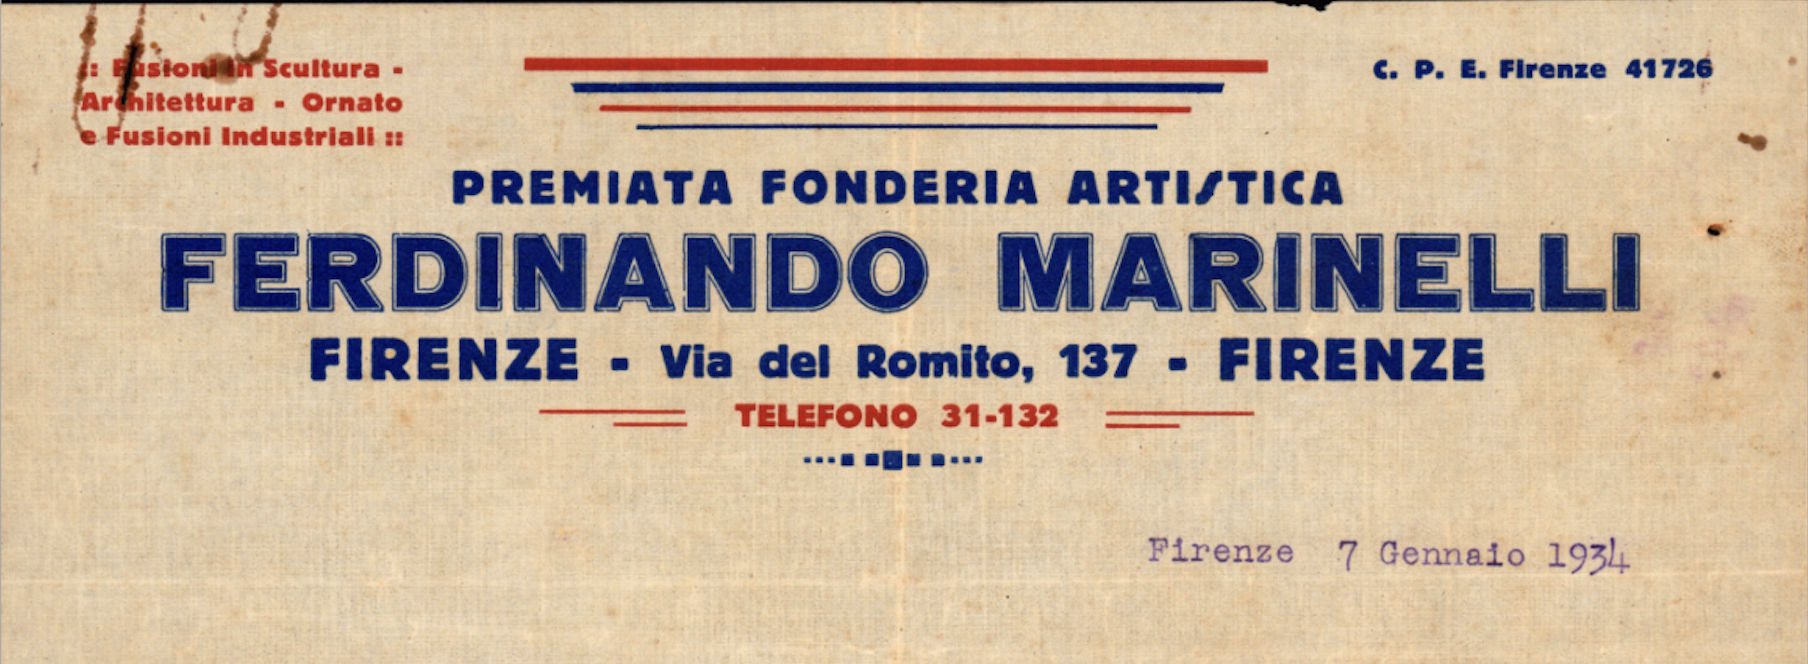 :: Fusioni in Scultura -
Architettura - Ornato
e Fusioni Industriali ::
C. P. E. Firenze 41726
PREMIATA FONDERIA ARTISTICA
FERDINANDO MARINELLI
FIRENZE - Via del Romito, 137 - FIRENZE
TELEFONO 31-132
Firenze 7 Gennaio 1934